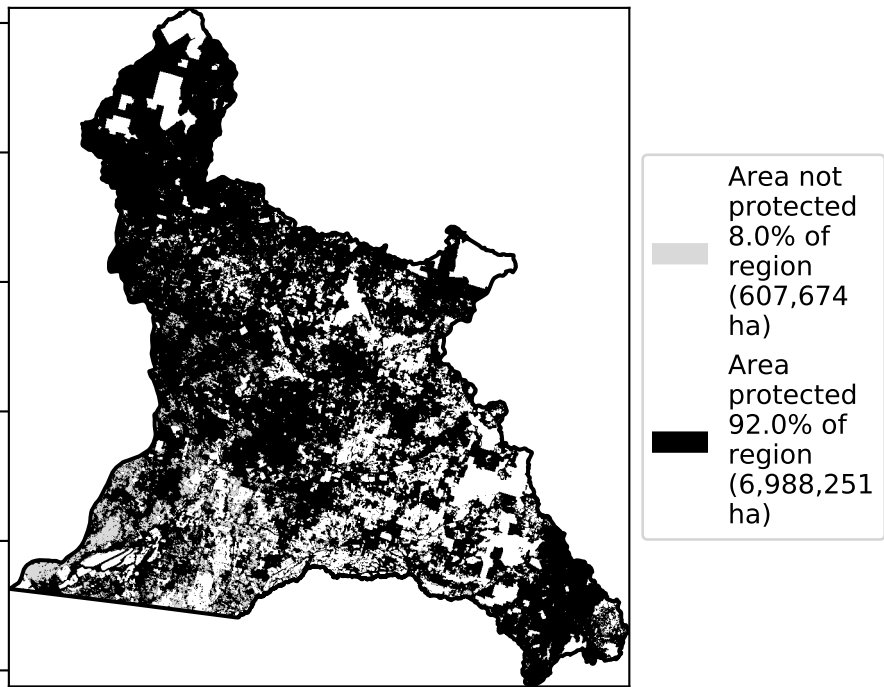 Area not
protected
8.0% of
region
(607,674
ha)
Area
protected
92.0% of
region
(6,988,251
ha)